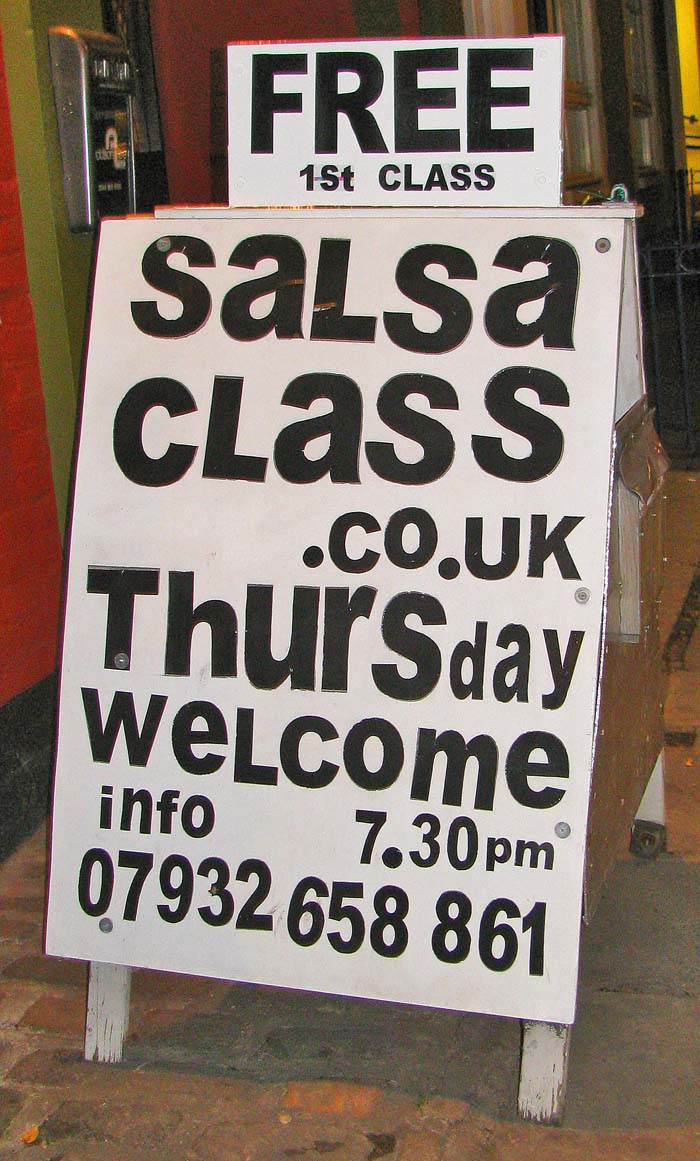 FREE
1st CLASS
SaLSa
cLass
.co.uK
Thursday
weLcome
info 7.30pm
07932 658 861